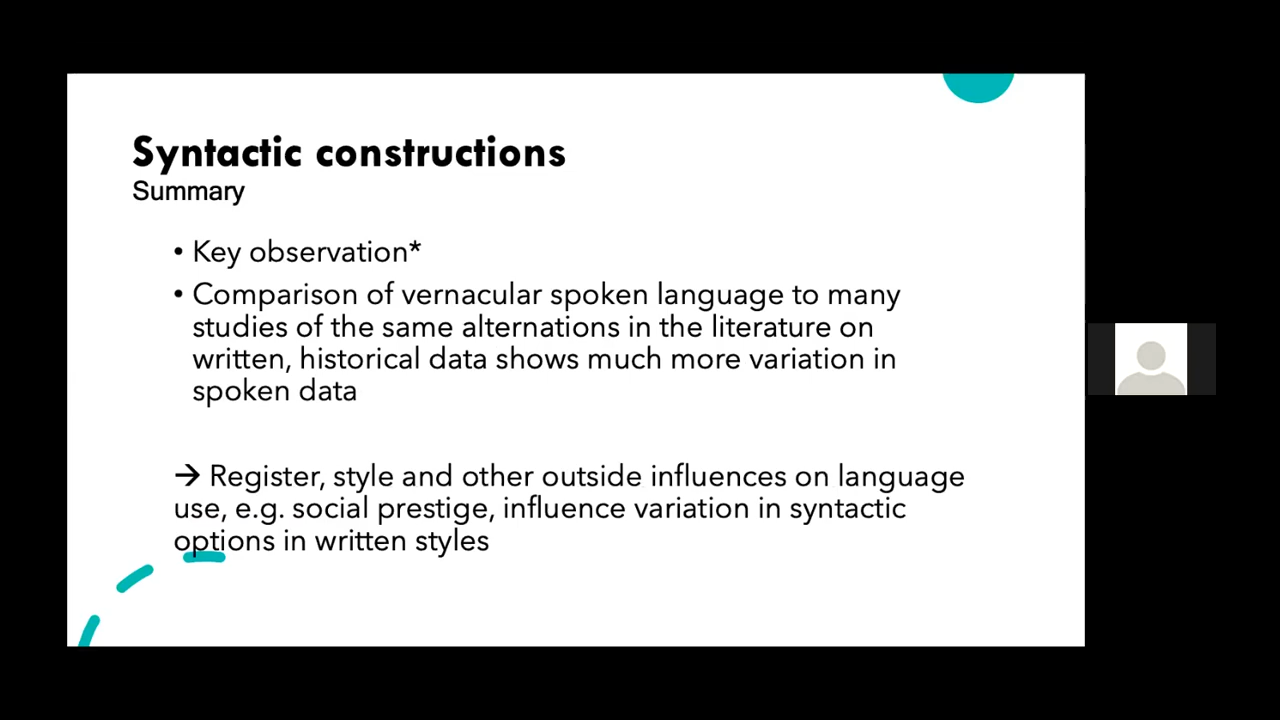 Syntactic constructions
Summary
• Key observation*
• Comparison of vernacular spoken language to many
studies of the same alternations in the literature on
written, historical data shows much more variation in
spoken data
→ Register, style and other outside influences on language
use, e.g. social prestige, influence variation in syntactic
options in written styles